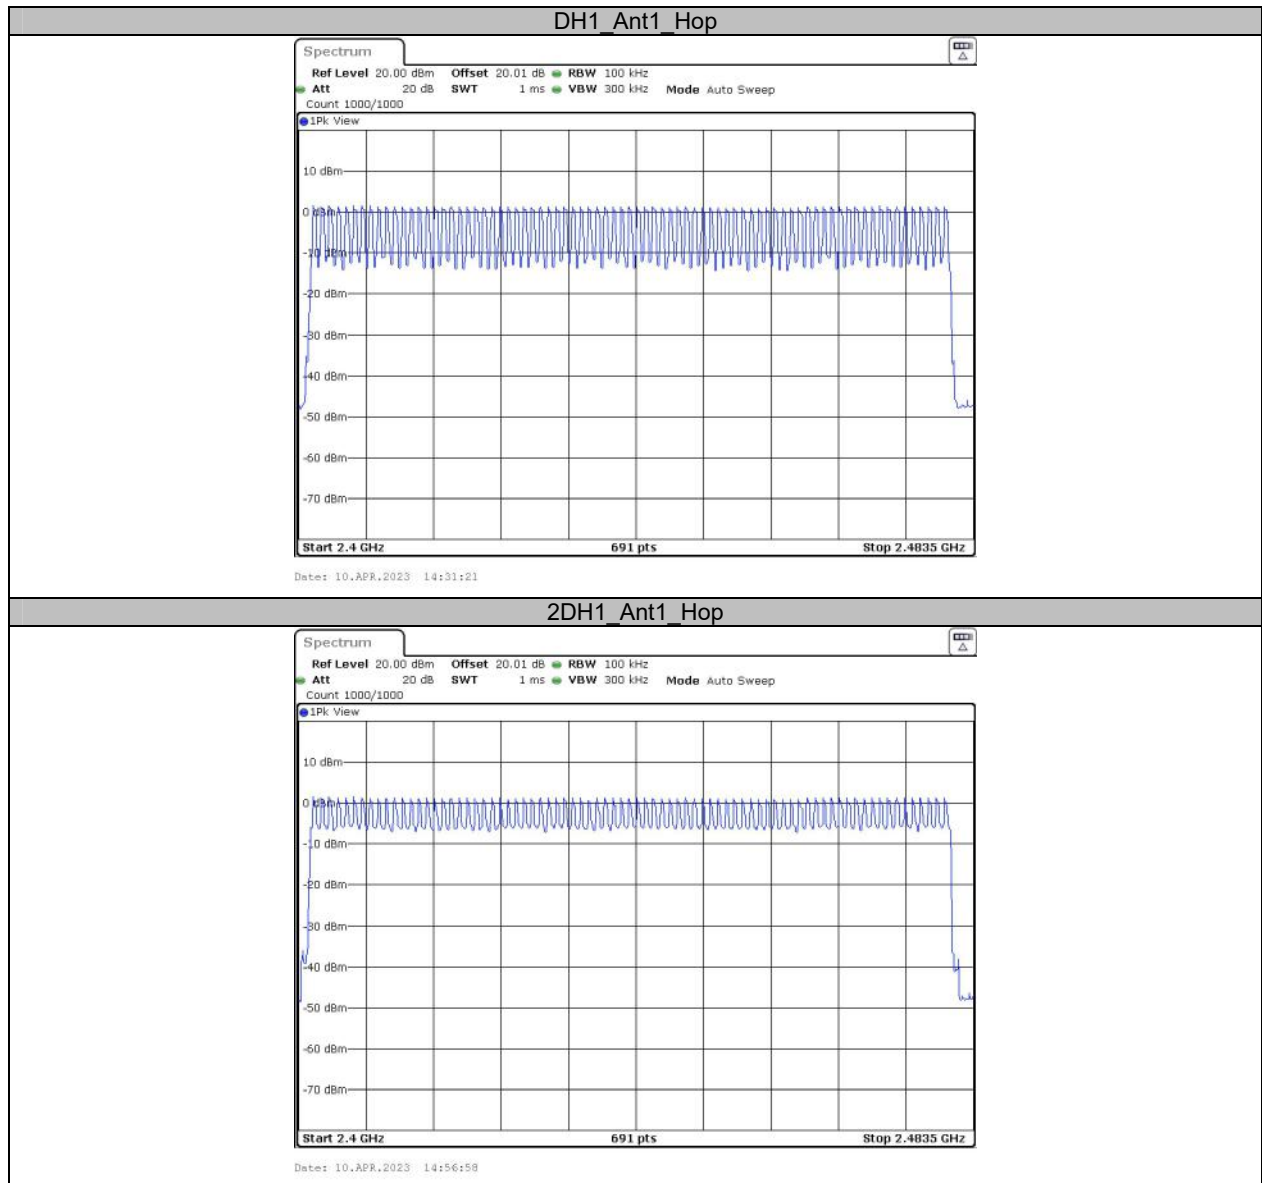 DH1_Ant1_Hop
Spectrum
Ref Level 20.00 dBm Offset 20.01 dB RBW 100 kHz
Att 20 dB SWT 1 ms VBW 300 kHz Mode Auto Sweep
Count 1000/1000
1Pk View
10 dBm
0 dBm
-10 dBm
-20 dBm
-30 dBm
-40 dBm
-50 dBm
-60 dBm
-70 dBm
Start 2.4 GHz 691 pts Stop 2.4835 GHz
Date: 10.APR.2023 14:31:21
2DH1_Ant1_Hop
Spectrum
Ref Level 20.00 dBm Offset 20.01 dB RBW 100 kHz
Att 20 dB SWT 1 ms VBW 300 kHz Mode Auto Sweep
Count 1000/1000
1Pk View
10 dBm
0 dBm
-10 dBm
-20 dBm
-30 dBm
-40 dBm
-50 dBm
-60 dBm
-70 dBm
Start 2.4 GHz 691 pts Stop 2.4835 GHz
Date: 10.APR.2023 14:56:58